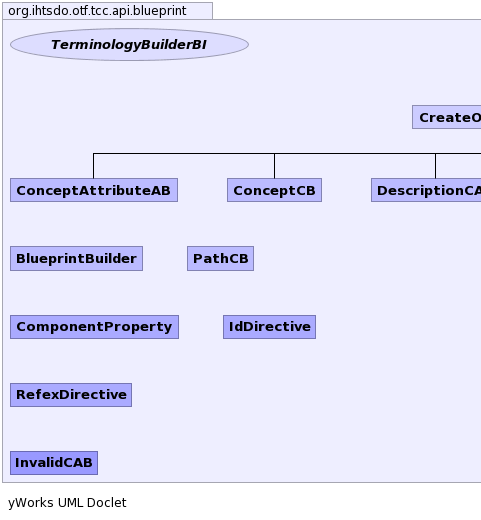 org.ihtsdo.otf.tcc.api.blueprint
TerminologyBuilderBI
CreateO
ConceptAttributeAB ConceptCB DescriptionCA
BlueprintBuilder PathCB
ComponentProperty IdDirective
RefexDirective
InvalidCAB
yWorks UML Doclet